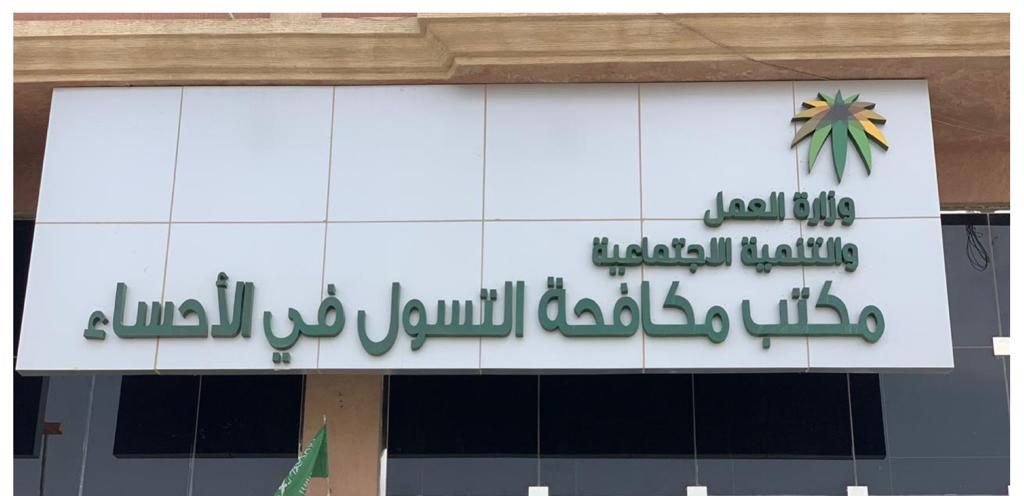 وزارة العمل
والتنمية الاجتماعية
مكتب مكافحة التسول في الأحساء